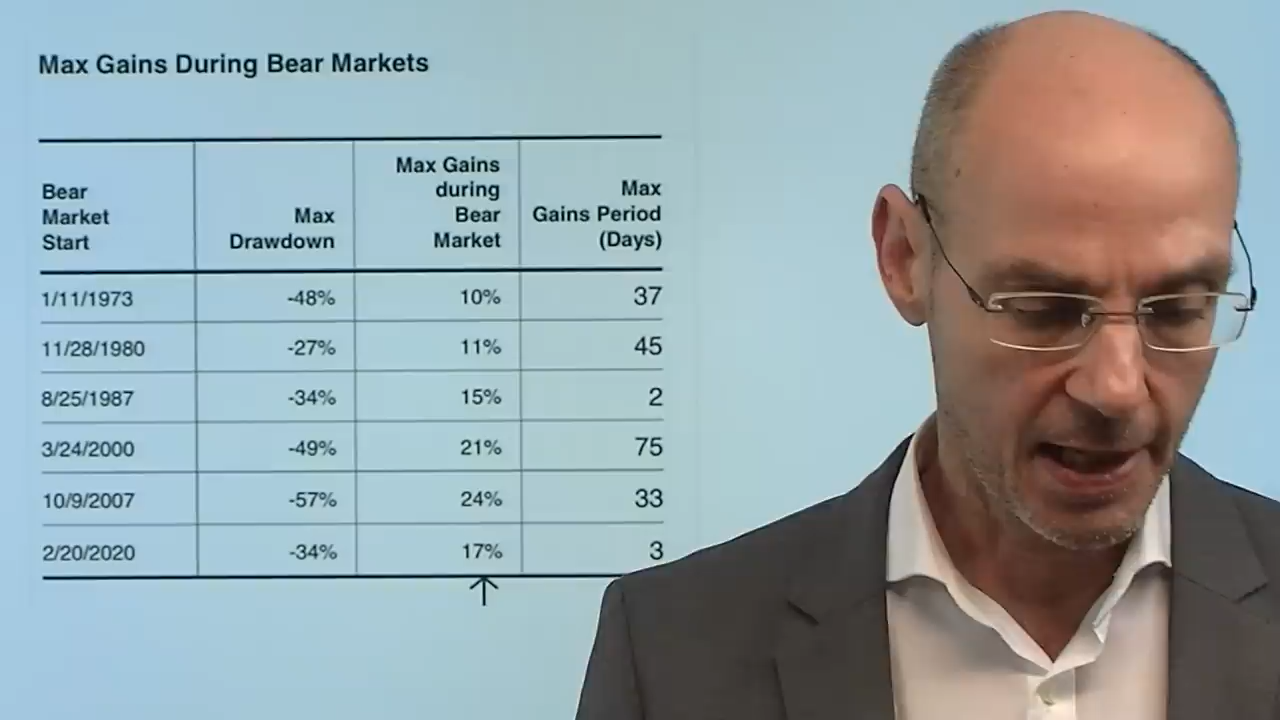 Max Gains During Bear Markets
Bear Market Start | Max Drawdown | Max Gains during Bear Market | Max Gains Period (Days)
1/11/1973 | -48% | 10% | 37
11/28/1980 | -27% | 11% | 45
8/25/1987 | -34% | 15% | 2
3/24/2000 | -49% | 21% | 75
10/9/2007 | -57% | 24% | 33
2/20/2020 | -34% | 17% | 3